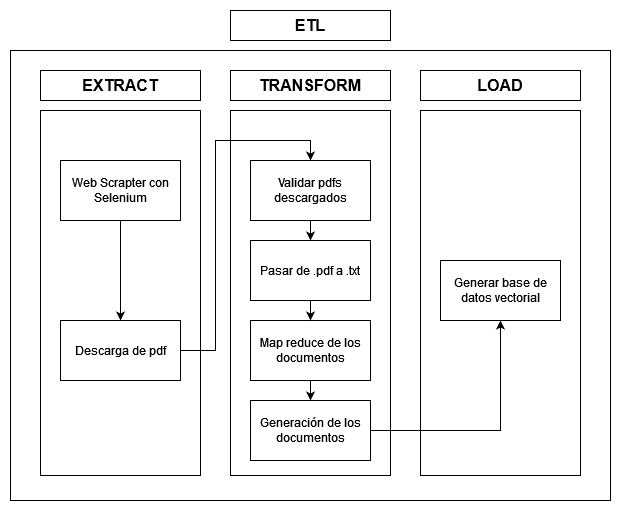 ETL
EXTRACT
TRANSFORM
LOAD
Web Scrapter con
Selenium
Descarga de pdf
Validar pdfs
descargados
Pasar de .pdf a .txt
Map reduce de los
documentos
Generación de los
documentos
Generar base de
datos vectorial